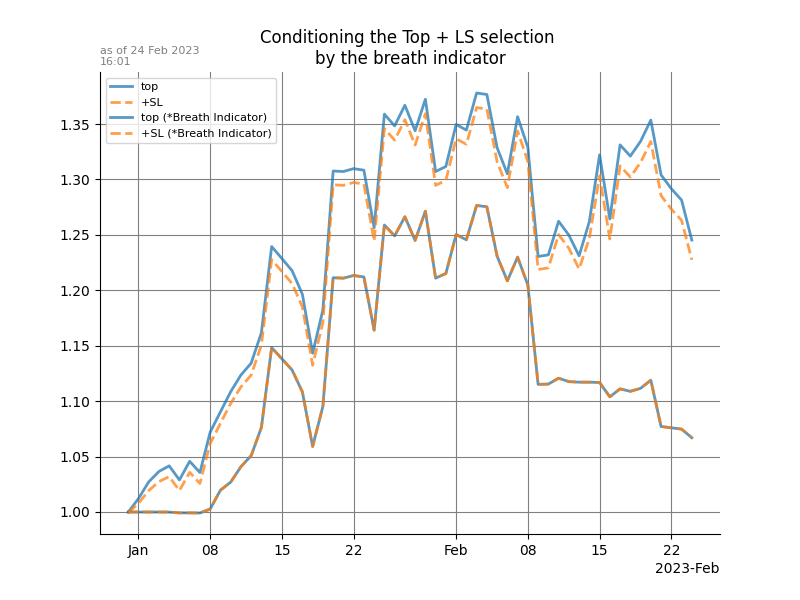 Conditioning the Top + LS selection
by the breath indicator
as of 24 Feb 2023
16:01
top
+SL
top (*Breath Indicator)
+SL (*Breath Indicator)
1.35
1.30
1.25
1.20
1.15
1.10
1.05
1.00
Jan 08 15 22 Feb 08 15 22
2023-Feb